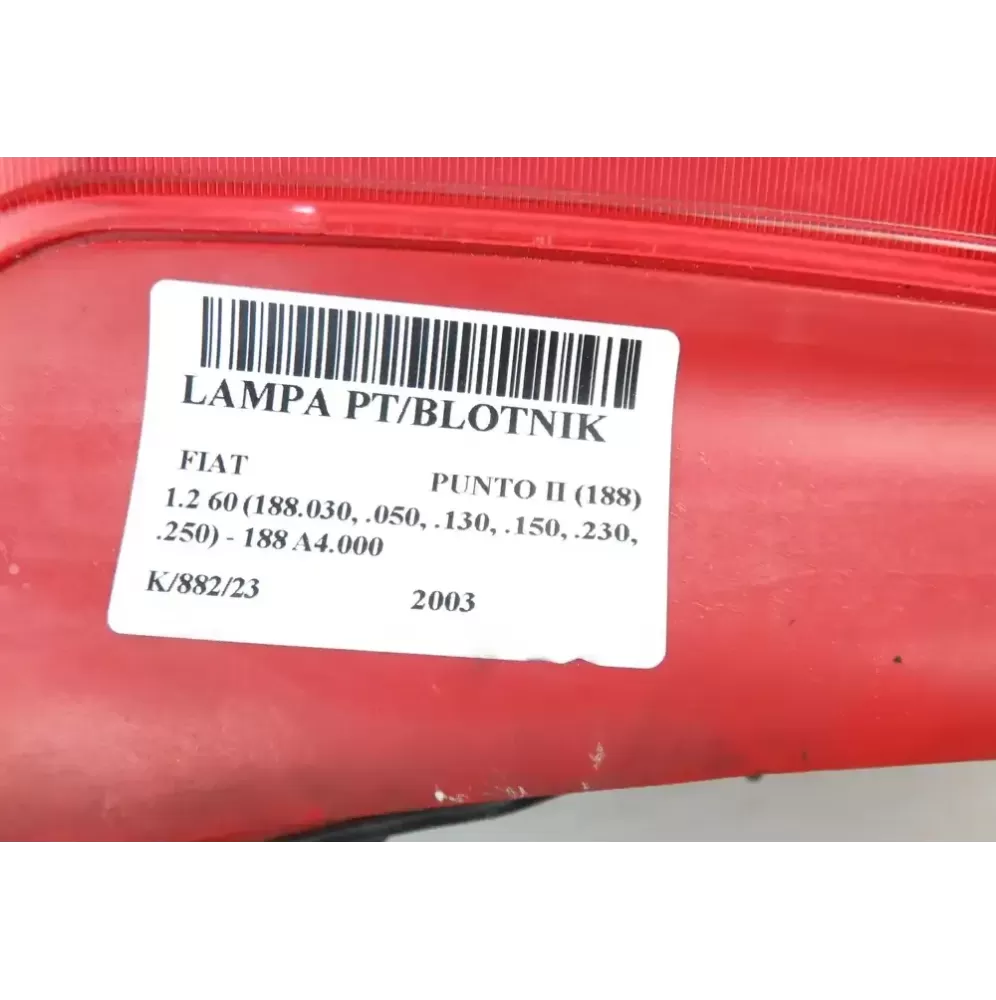 LAMPA PT/BLOTNIK
FIAT PUNTO II (188)
1.2 60 (188.030, .050, .130, .150, .230,
.250) - 188 A4.000
K/882/23 2003